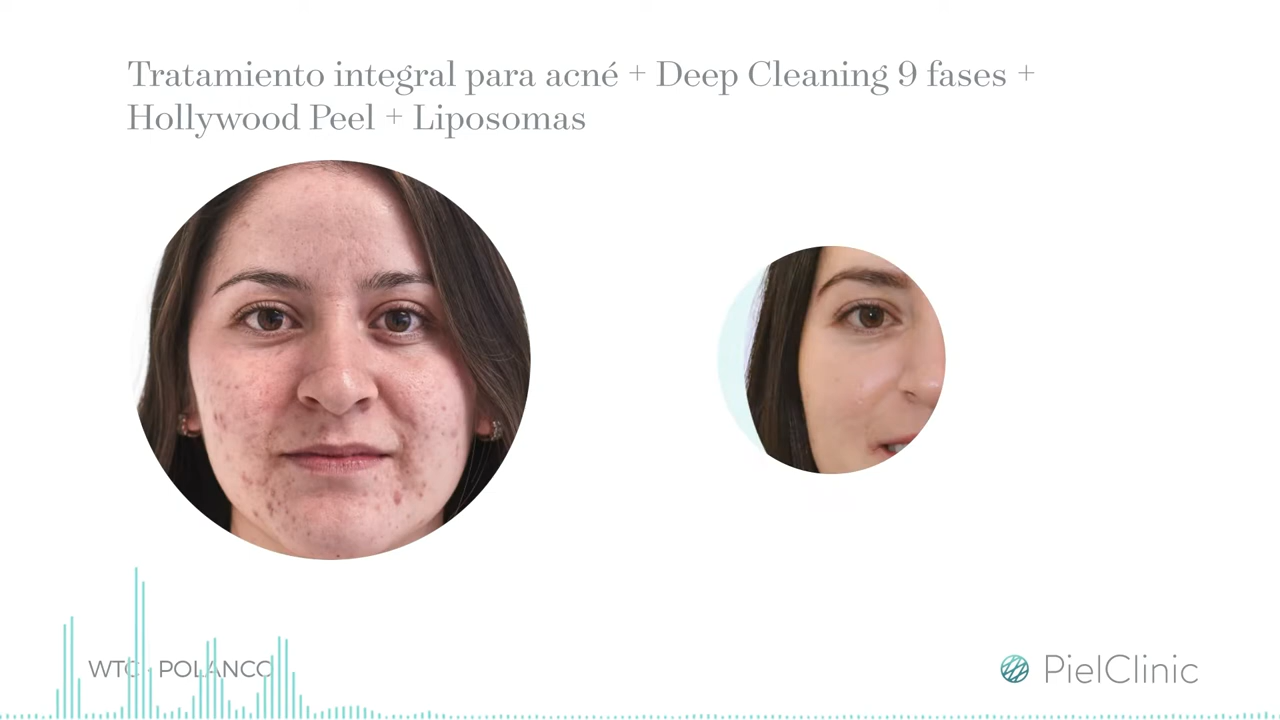 Tratamiento integral para acné + Deep Cleaning 9 fases +
Hollywood Peel + Liposomas
WTC · POLANCO
PielClinic